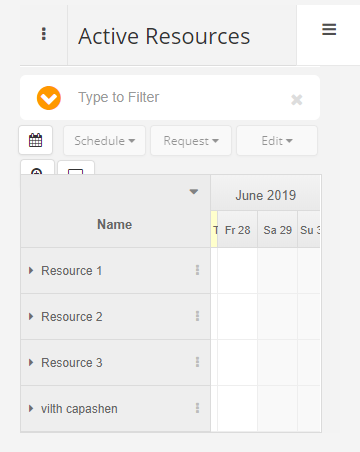 Active Resources
Type to Filter
Schedule Request Edit
June 2019
Name
Fr 28 Sa 29 Su
Resource 1
Resource 2
Resource 3
vilth capashen